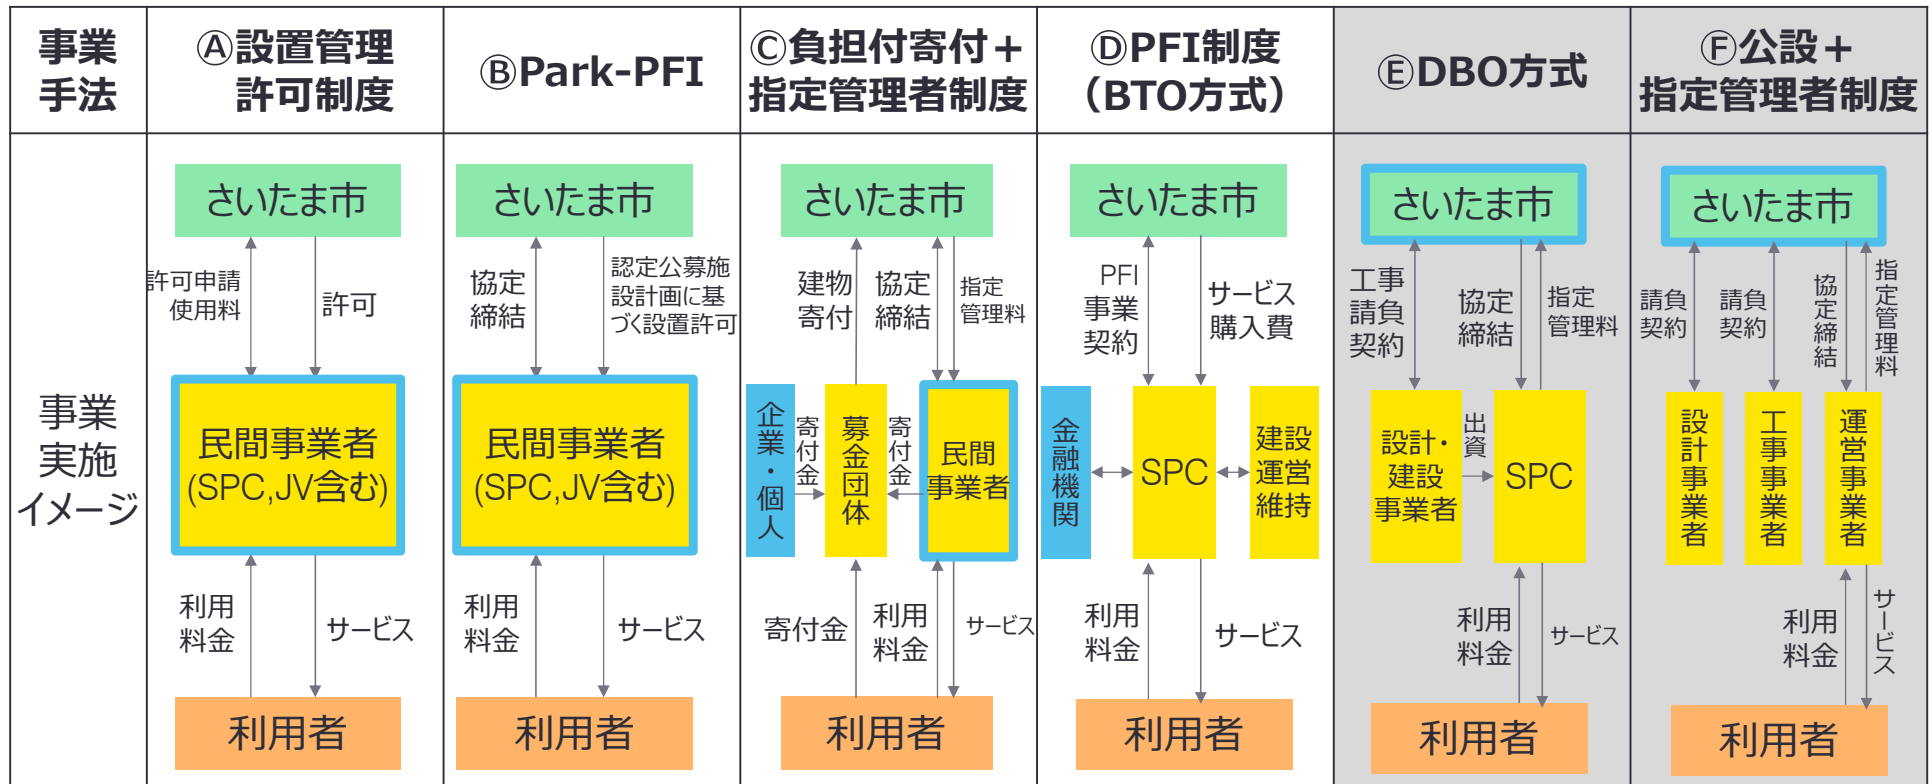 事業
手法
Ⓐ設置管理
許可制度
ⒷPark-PFI
Ⓒ負担付寄付＋
指定管理者制度
ⒹPFI制度
（BTO方式）
ⒺDBO方式
Ⓕ公設＋
指定管理者制度
事業
実施
イメージ
さいたま市
許可申請
使用料
許可
民間事業者
(SPC,JV含む)
利用
料金
サービス
利用者
さいたま市
協定
締結
認定公募施
設計画に基
づく設置許可
民間事業者
(SPC,JV含む)
利用
料金
サービス
利用者
さいたま市
建物
寄付
協定
締結
指定
管理料
企業・個人
寄付金
募金団体
寄付金
民間
事業者
寄付金
利用
料金
サービス
利用者
さいたま市
PFI
事業
契約
サービス
購入費
金融機関
SPC
建設
運営
維持
利用
料金
サービス
利用者
さいたま市
工事
請負
契約
協定
締結
指定
管理料
設計・
建設
事業者
出資
SPC
利用
料金
サービス
利用者
さいたま市
請負
契約
請負
契約
協定締結
指定管理料
設計事業者
工事事業者
運営事業者
利用
料金
サービス
利用者